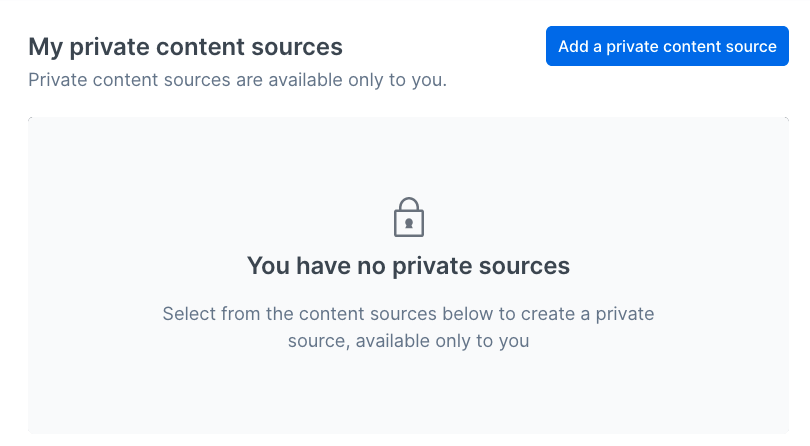 My private content sources
Add a private content source
Private content sources are available only to you.
You have no private sources
Select from the content sources below to create a private
source, available only to you